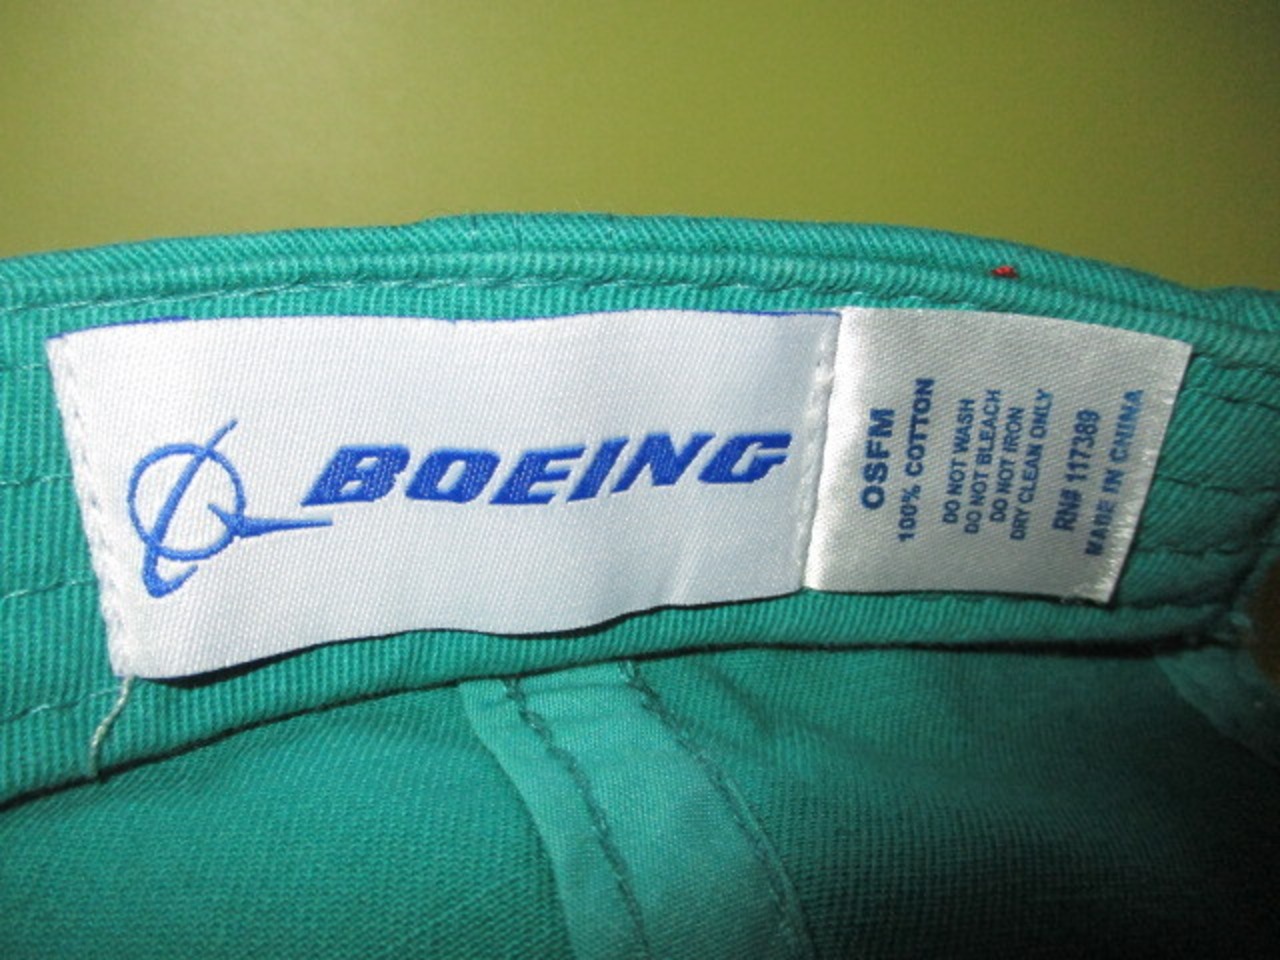 BOEING
OSFM
100% COTTON
DO NOT WASH
DO NOT BLEACH
DO NOT IRON
DRY CLEAN ONLY
RN# 117389
MADE IN CHINA